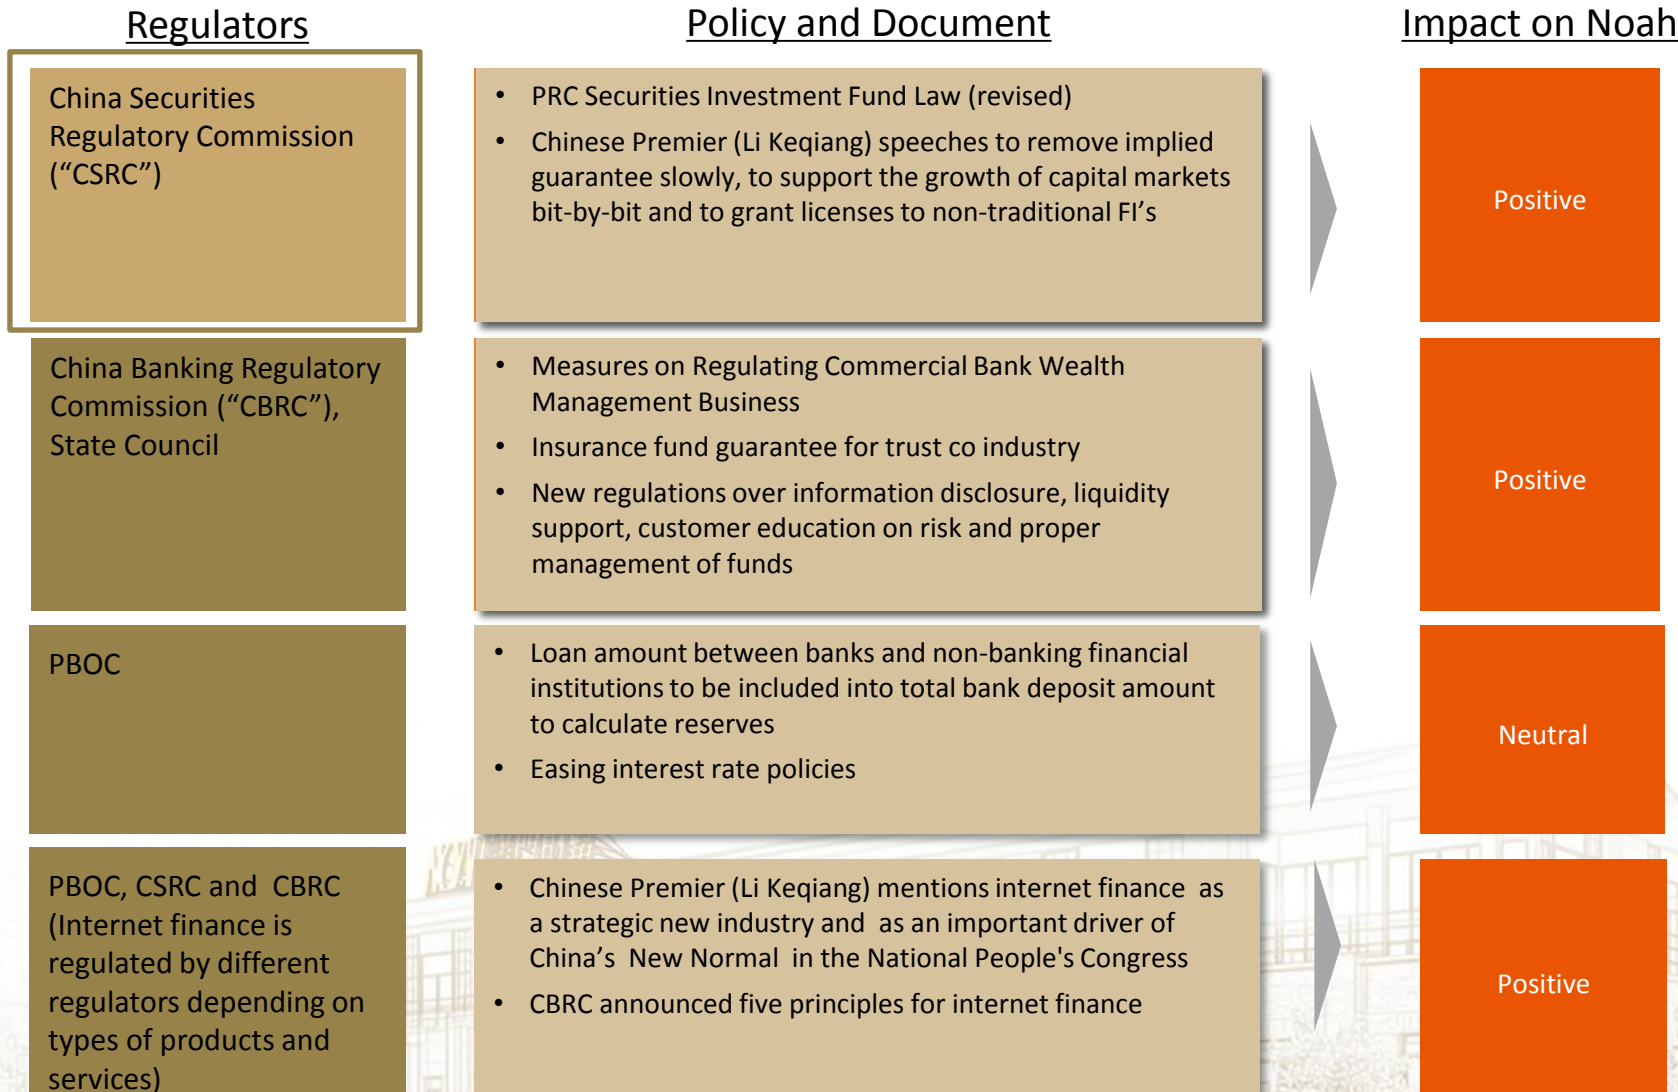 Regulators
Policy and Document
Impact on Noah
China Securities
Regulatory Commission
(“CSRC”)
• PRC Securities Investment Fund Law (revised)
• Chinese Premier (Li Keqiang) speeches to remove implied
guarantee slowly, to support the growth of capital markets
bit-by-bit and to grant licenses to non-traditional FI’s
Positive
China Banking Regulatory
Commission (“CBRC”),
State Council
• Measures on Regulating Commercial Bank Wealth
Management Business
• Insurance fund guarantee for trust co industry
• New regulations over information disclosure, liquidity
support, customer education on risk and proper
management of funds
Positive
PBOC
• Loan amount between banks and non-banking financial
institutions to be included into total bank deposit amount
to calculate reserves
• Easing interest rate policies
Neutral
PBOC, CSRC and CBRC
(Internet finance is
regulated by different
regulators depending on
types of products and
services)
• Chinese Premier (Li Keqiang) mentions internet finance as
a strategic new industry and as an important driver of
China’s New Normal in the National People's Congress
• CBRC announced five principles for internet finance
Positive